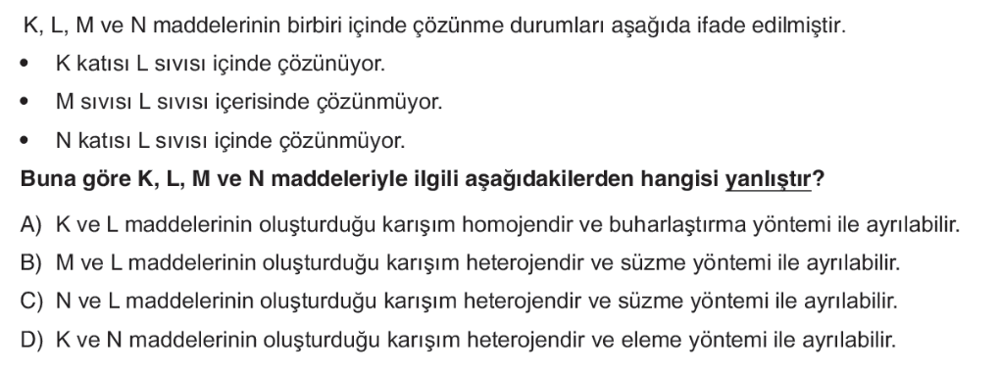 K, L, M ve N maddelerinin birbiri içinde çözünme durumları aşağıda ifade edilmiştir.
• K katısı L sıvısı içinde çözünüyor.
• M sıvısı L sıvısı içerisinde çözünmüyor.
• N katısı L sıvısı içinde çözünmüyor.
Buna göre K, L, M ve N maddeleriyle ilgili aşağıdakilerden hangisi yanlıştır?
A) K ve L maddelerinin oluşturduğu karışım homojendir ve buharlaştırma yöntemi ile ayrılabilir.
B) M ve L maddelerinin oluşturduğu karışım heterojendir ve süzme yöntemi ile ayrılabilir.
C) N ve L maddelerinin oluşturduğu karışım heterojendir ve süzme yöntemi ile ayrılabilir.
D) K ve N maddelerinin oluşturduğu karışım heterojendir ve eleme yöntemi ile ayrılabilir.